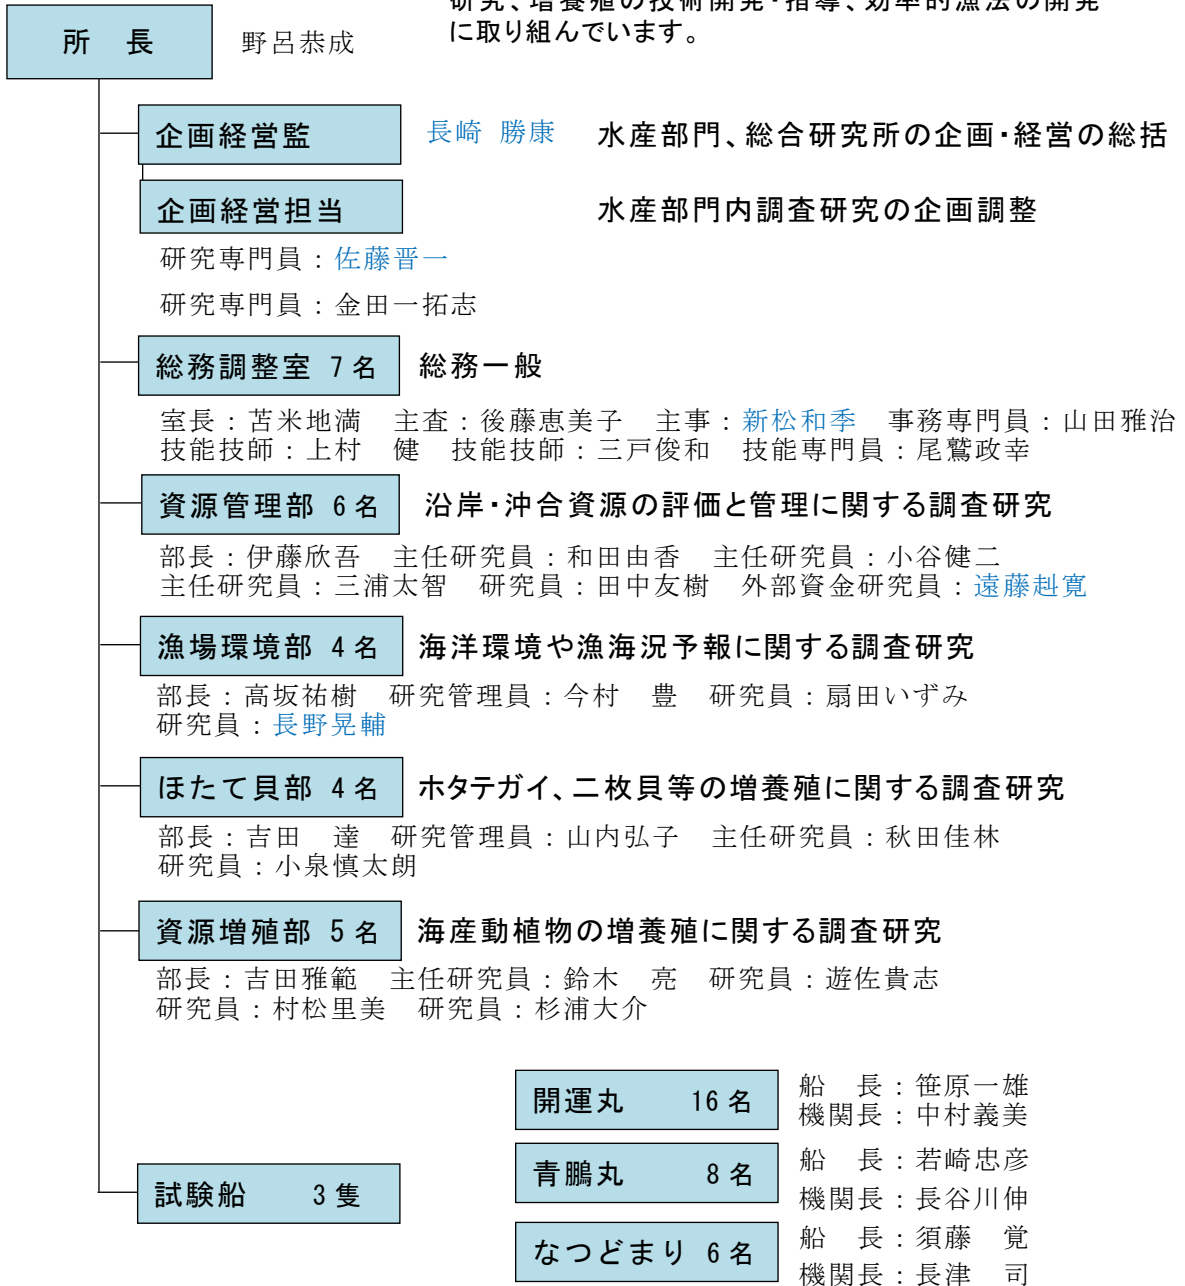 研究、増養殖の技術開発・指導、効率的漁法の開発
に取り組んでいます。
所　長　野呂恭成
企画経営監　長崎 勝康　水産部門、総合研究所の企画・経営の総括
企画経営担当　水産部門内調査研究の企画調整
研究専門員：佐藤晋一
研究専門員：金田一拓志
総務調整室 7名　総務一般
室長：苫米地満　主査：後藤恵美子　主事：新松和季　事務専門員：山田雅治
技能技師：上村　健　技能技師：三戸俊和　技能専門員：尾鷲政幸
資源管理部 6名　沿岸・沖合資源の評価と管理に関する調査研究
部長：伊藤欣吾　主任研究員：和田由香　主任研究員：小谷健二
主任研究員：三浦太智　研究員：田中友樹　外部資金研究員：遠藤赳寛
漁場環境部 4名　海洋環境や漁海況予報に関する調査研究
部長：高坂祐樹　研究管理員：今村　豊　研究員：扇田いずみ
研究員：長野晃輔
ほたて貝部 4名　ホタテガイ、二枚貝等の増養殖に関する調査研究
部長：吉田　達　研究管理員：山内弘子　主任研究員：秋田佳林
研究員：小泉慎太朗
資源増殖部 5名　海産動植物の増養殖に関する調査研究
部長：吉田雅範　主任研究員：鈴木　亮　研究員：遊佐貴志
研究員：村松里美　研究員：杉浦大介
試験船　3隻
開運丸　16名　船　長：笹原一雄
機関長：中村義美
青鵬丸　8名　船　長：若崎忠彦
機関長：長谷川伸
なつどまり 6名　船　長：須藤　覚
機関長：長津　司